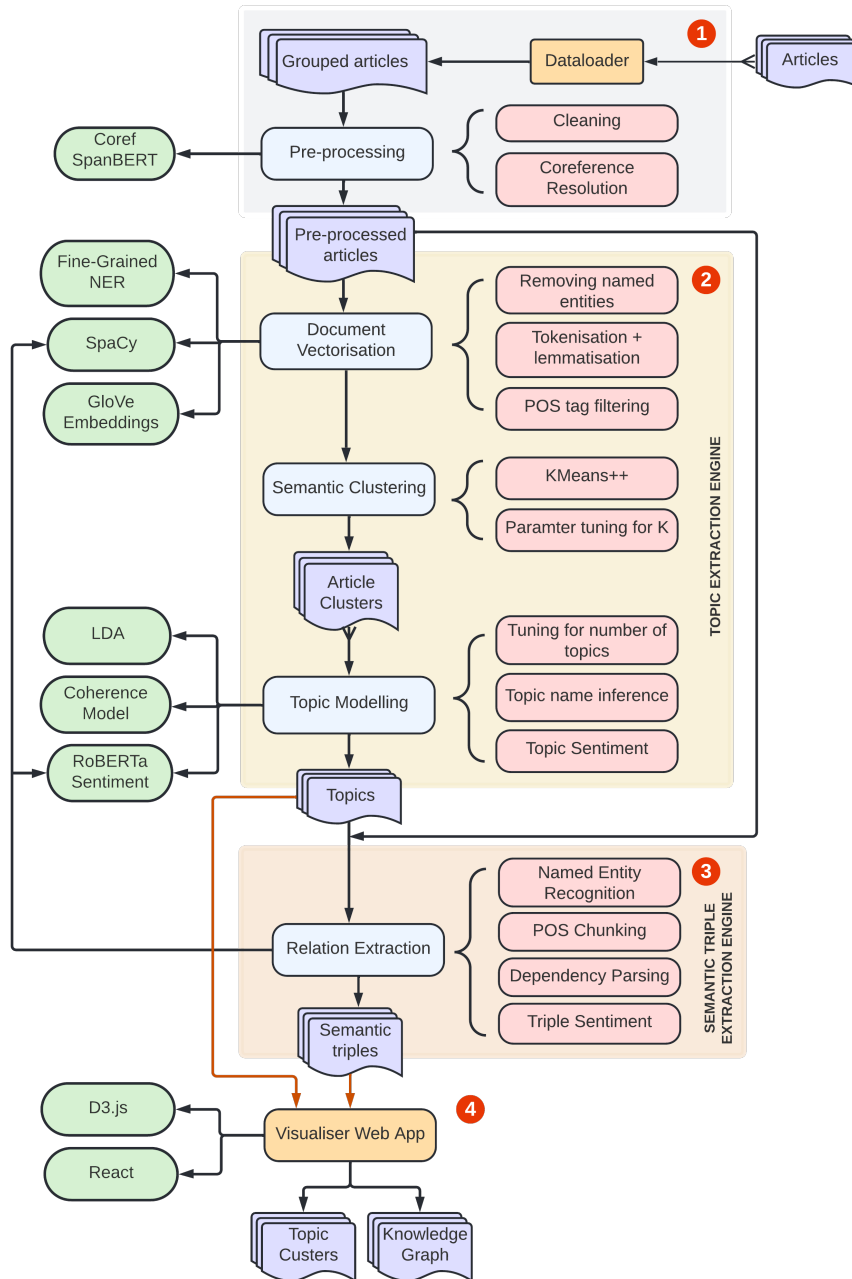 1
Grouped articles
Dataloader
Articles
Coref
SpanBERT
Pre-processing
Cleaning
Coreference
Resolution
Pre-processed
articles
2
Fine-Grained
NER
SpaCy
GloVe
Embeddings
Document
Vectorisation
Removing named
entities
Tokenisation +
lemmatisation
POS tag filtering
Semantic Clustering
KMeans++
Paramter tuning for K
TOPIC EXTRACTION ENGINE
Article
Clusters
LDA
Coherence
Model
RoBERTa
Sentiment
Topic Modelling
Tuning for number of
topics
Topic name inference
Topic Sentiment
Topics
3
Named Entity
Recognition
POS Chunking
Dependency Parsing
Triple Sentiment
Relation Extraction
SEMANTIC TRIPLE
EXTRACTION ENGINE
Semantic
triples
4
D3.js
React
Visualiser Web App
Topic
Custers
Knowledge
Graph